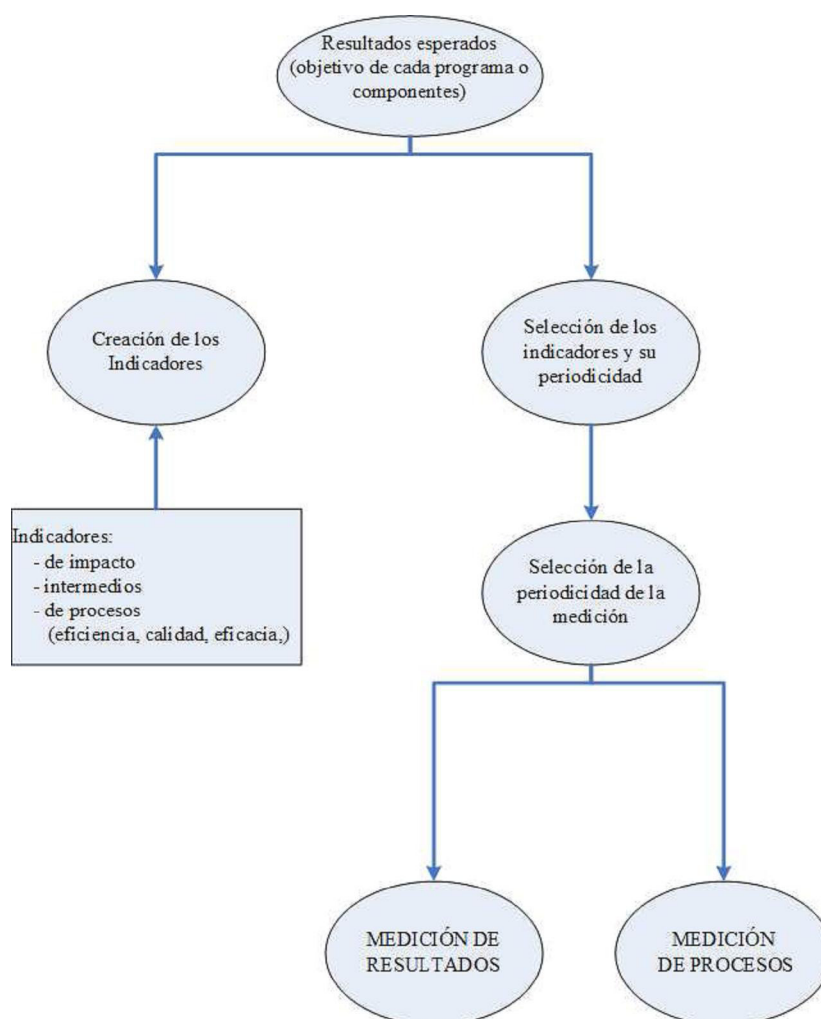 Resultados esperados
(objetivo de cada programa o
componentes)
Creación de los
Indicadores
Selección de los
indicadores y su
periodicidad
Indicadores:
- de impacto
- intermedios
- de procesos
(eficiencia, calidad, eficacia,)
Selección de la
periodicidad de la
medición
MEDICIÓN DE
RESULTADOS
MEDICIÓN
DE PROCESOS